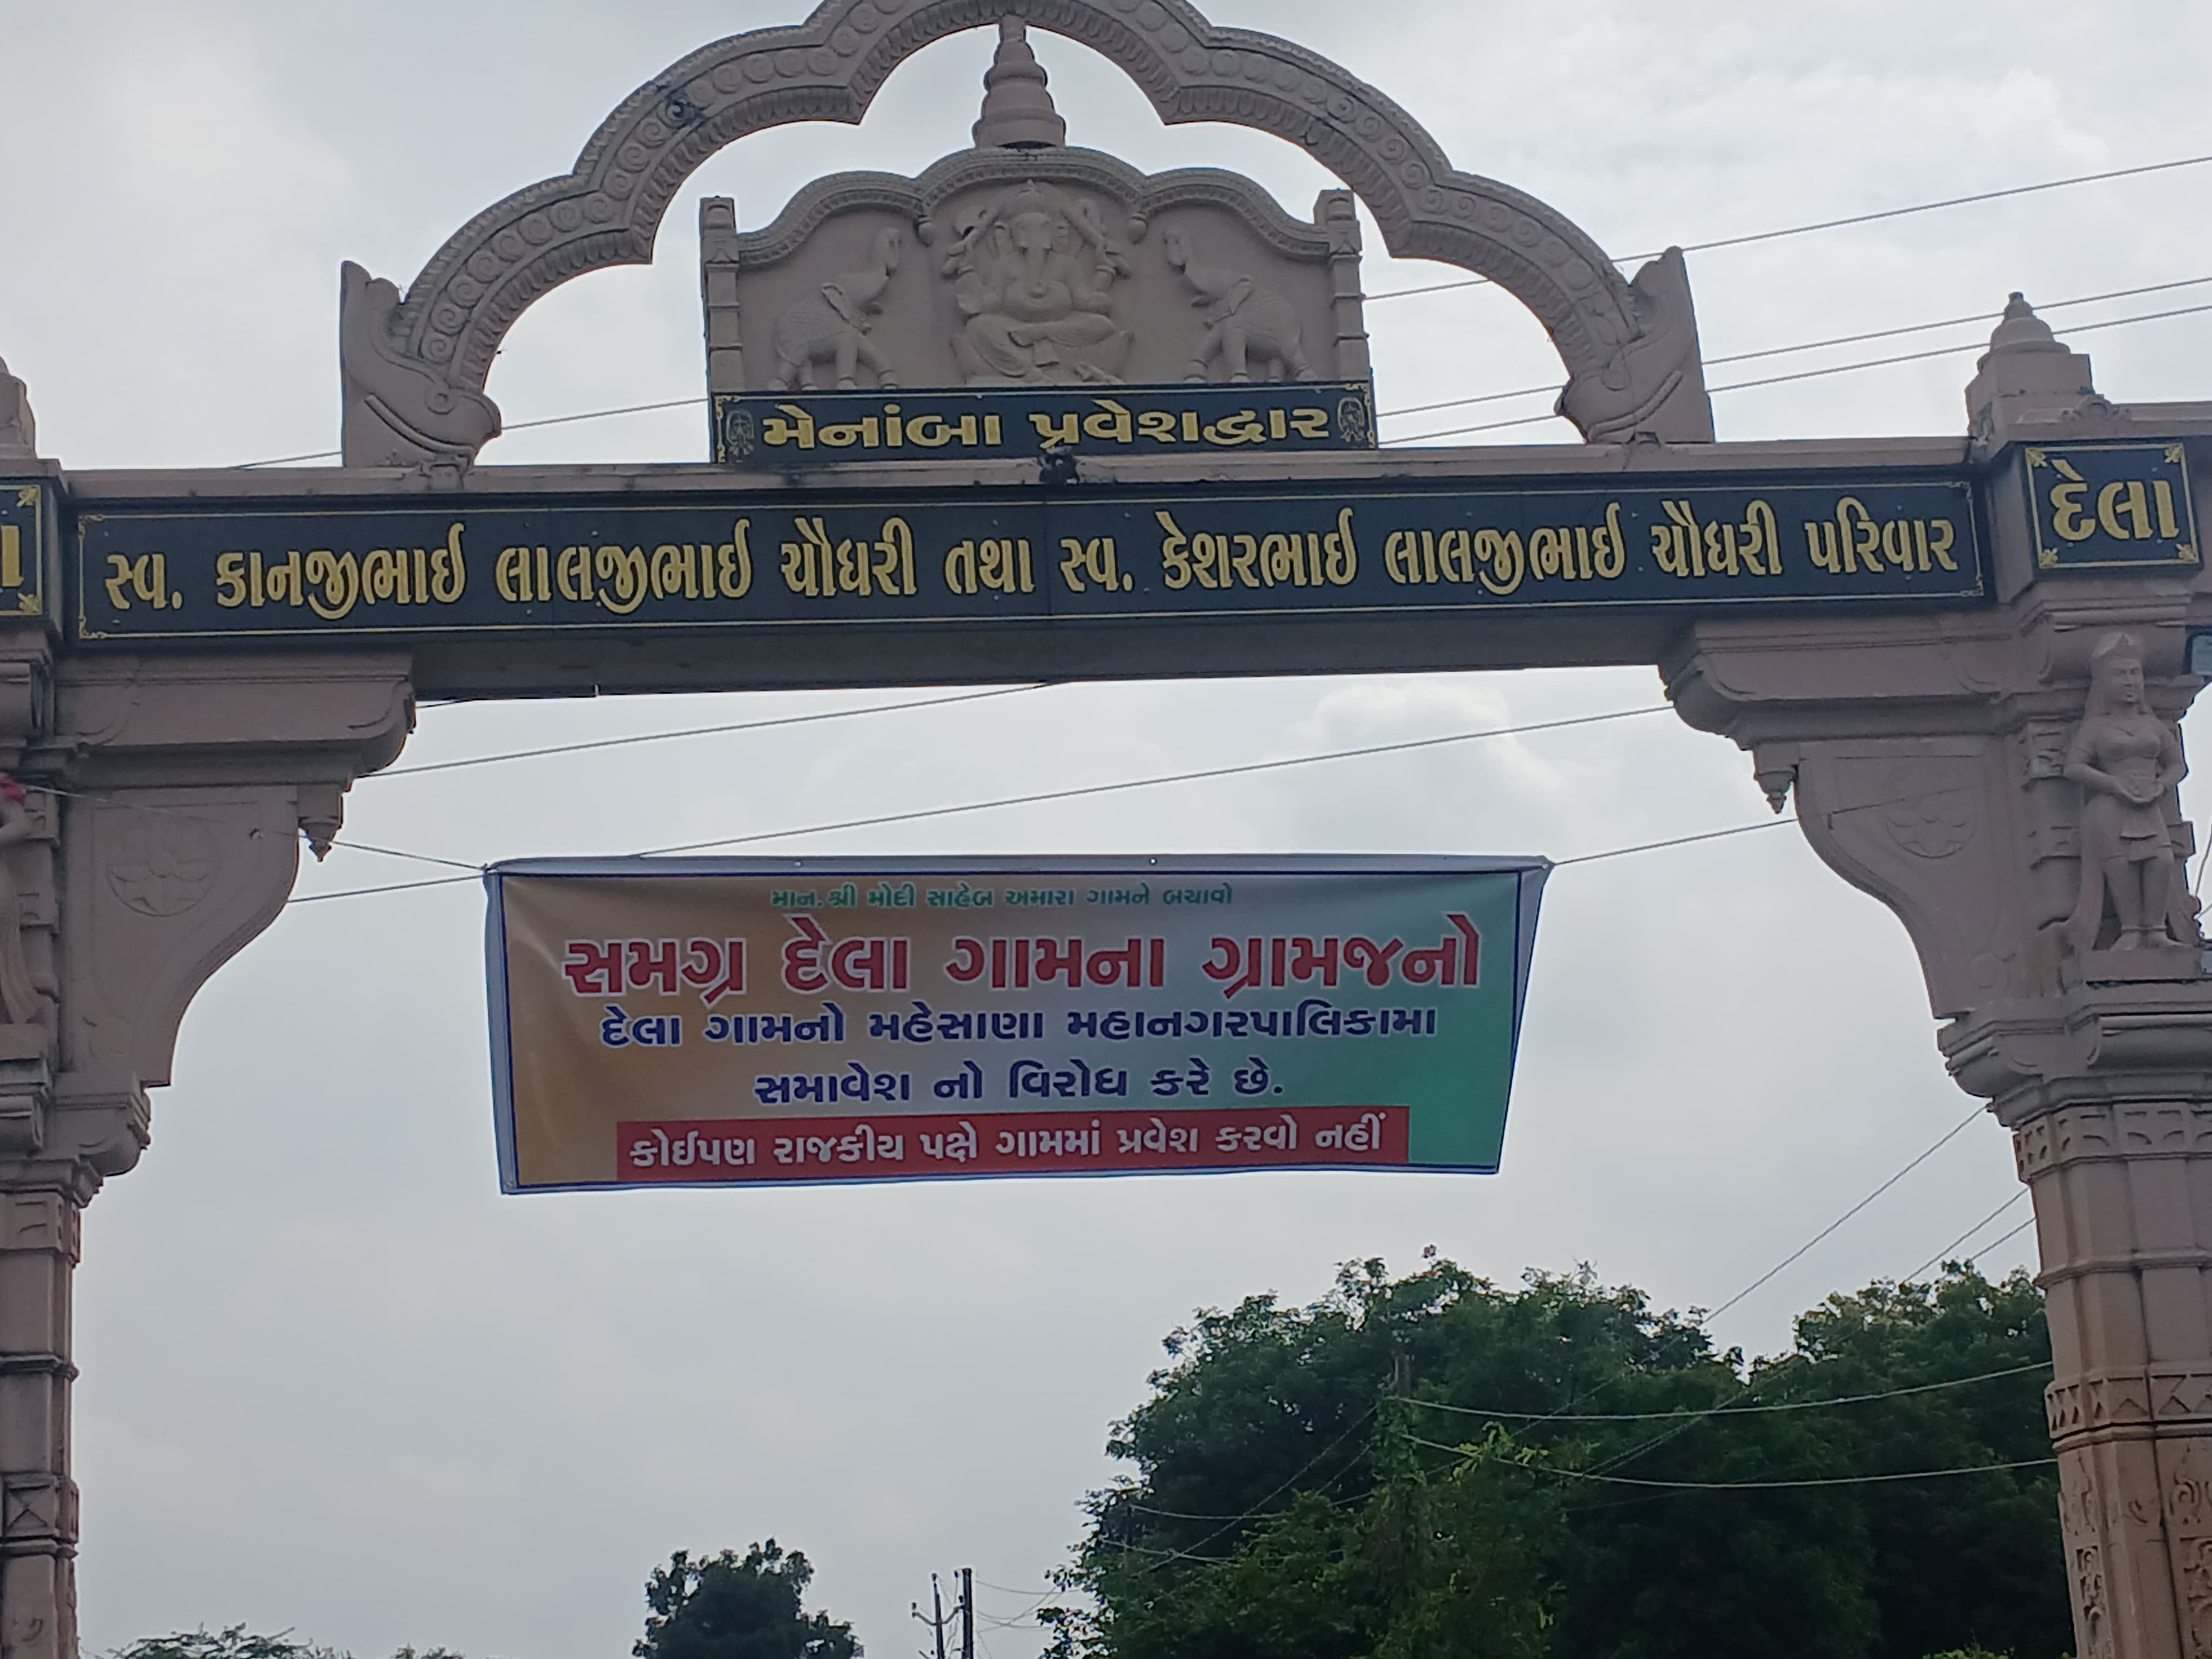 મેનાંબા પ્રવેશદ્વાર
સ્વ. કાનજીભાઈ લાલજીભાઈ ચૌધરી તથા સ્વ. કેશરભાઈ લાલજીભાઈ ચૌધરી પરિવાર
દેલા
માન. શ્રી મોદી સાહેબ અમારા ગામને બચાવો
સમગ્ર દેલા ગામના ગ્રામજનો
દેલા ગામનો મહેસાણા મહાનગરપાલિકામા
સમાવેશ નો વિરોધ કરે છે.
કોઈપણ રાજકીય પક્ષે ગામમાં પ્રવેશ કરવો નહીં